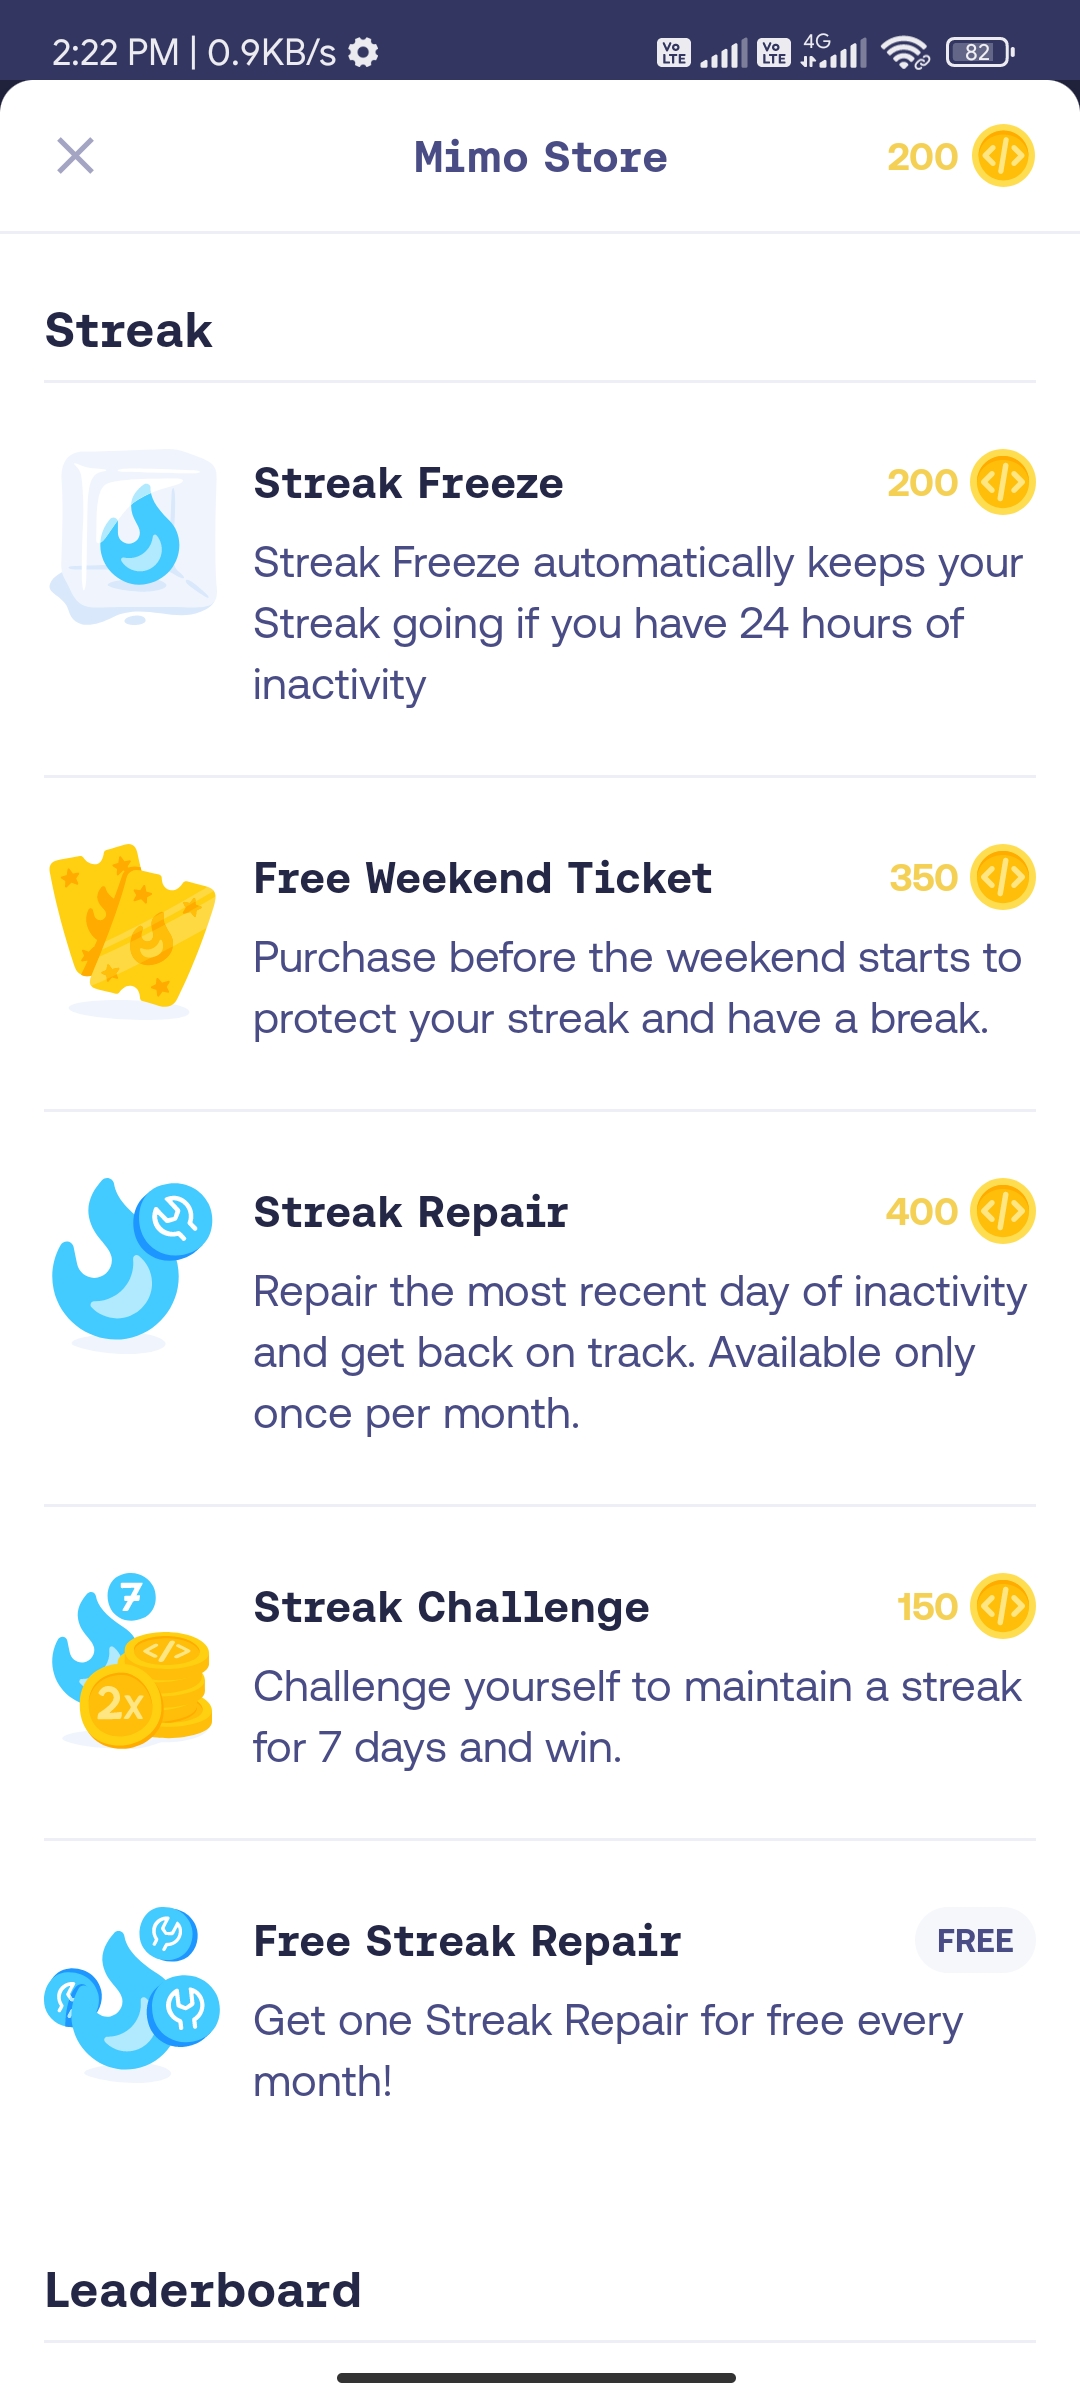 2:22 PM | 0.9KB/s
Vo LTE
Vo LTE
4G
82
Mimo Store
200
Streak
Streak Freeze
200
Streak Freeze automatically keeps your
Streak going if you have 24 hours of
inactivity
Free Weekend Ticket
350
Purchase before the weekend starts to
protect your streak and have a break.
Streak Repair
400
Repair the most recent day of inactivity
and get back on track. Available only
once per month.
7
</>
2x
Streak Challenge
150
Challenge yourself to maintain a streak
for 7 days and win.
Free Streak Repair
FREE
Get one Streak Repair for free every
month!
Leaderboard